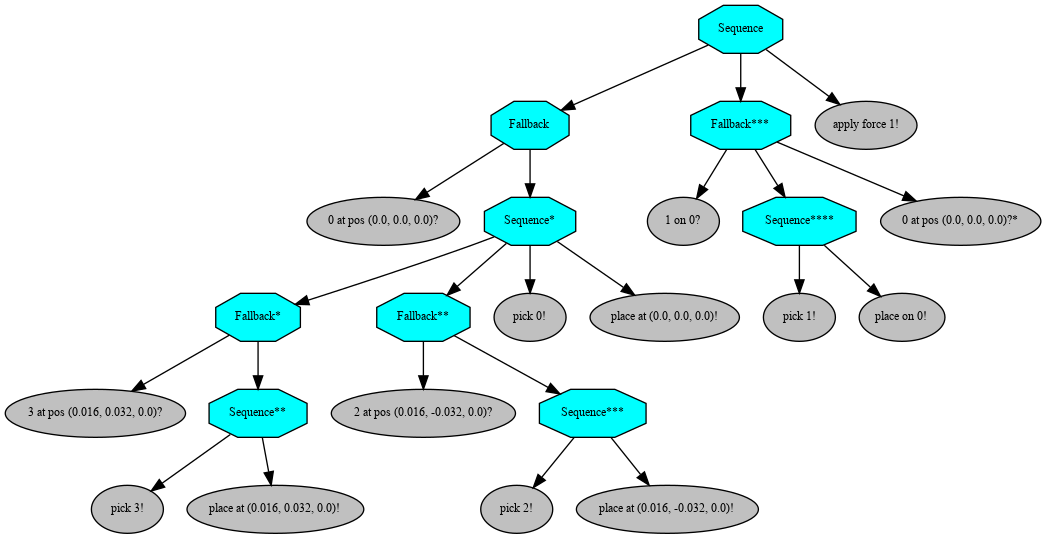 Sequence
Fallback
Fallback***
apply force 1!
0 at pos (0.0, 0.0, 0.0)?
Sequence*
1 on 0?
Sequence****
0 at pos (0.0, 0.0, 0.0)?*
Fallback*
Fallback**
pick 0!
place at (0.0, 0.0, 0.0)!
pick 1!
place on 0!
3 at pos (0.016, 0.032, 0.0)?
Sequence**
2 at pos (0.016, -0.032, 0.0)?
Sequence***
pick 3!
place at (0.016, 0.032, 0.0)!
pick 2!
place at (0.016, -0.032, 0.0)!